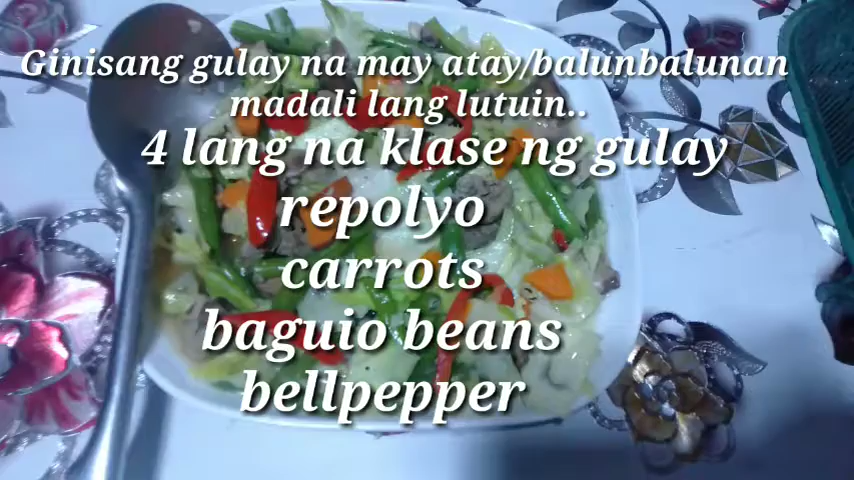 Ginisang gulay na may atay/balunbalunan
madali lang lutuin..
4 lang na klase ng gulay
repolyo
carrots
baguio beans
bellpepper